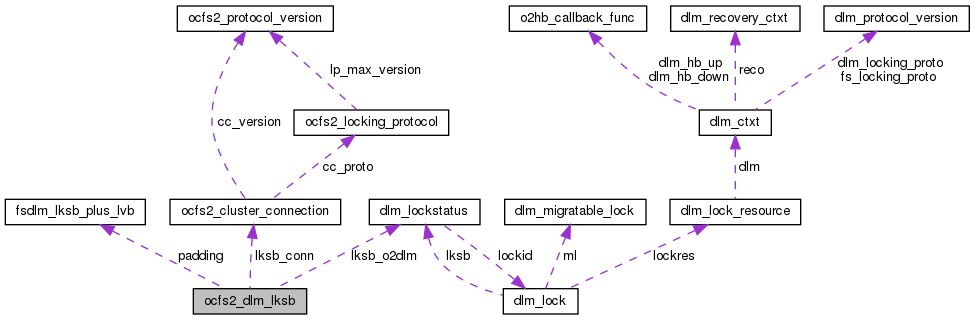 ocfs2_protocol_version
o2hb_callback_func
dlm_recovery_ctxt
dlm_protocol_version
lp_max_version
dlm_hb_up
dlm_hb_down
reco
dlm_locking_proto
fs_locking_proto
cc_version
ocfs2_locking_protocol
dlm_ctxt
cc_proto
dlm
fsdlm_lksb_plus_lvb
ocfs2_cluster_connection
dlm_lockstatus
dlm_migratable_lock
dlm_lock_resource
padding
lksb_conn
lksb_o2dlm
lksb
lockid
ml
lockres
ocfs2_dlm_lksb
dlm_lock